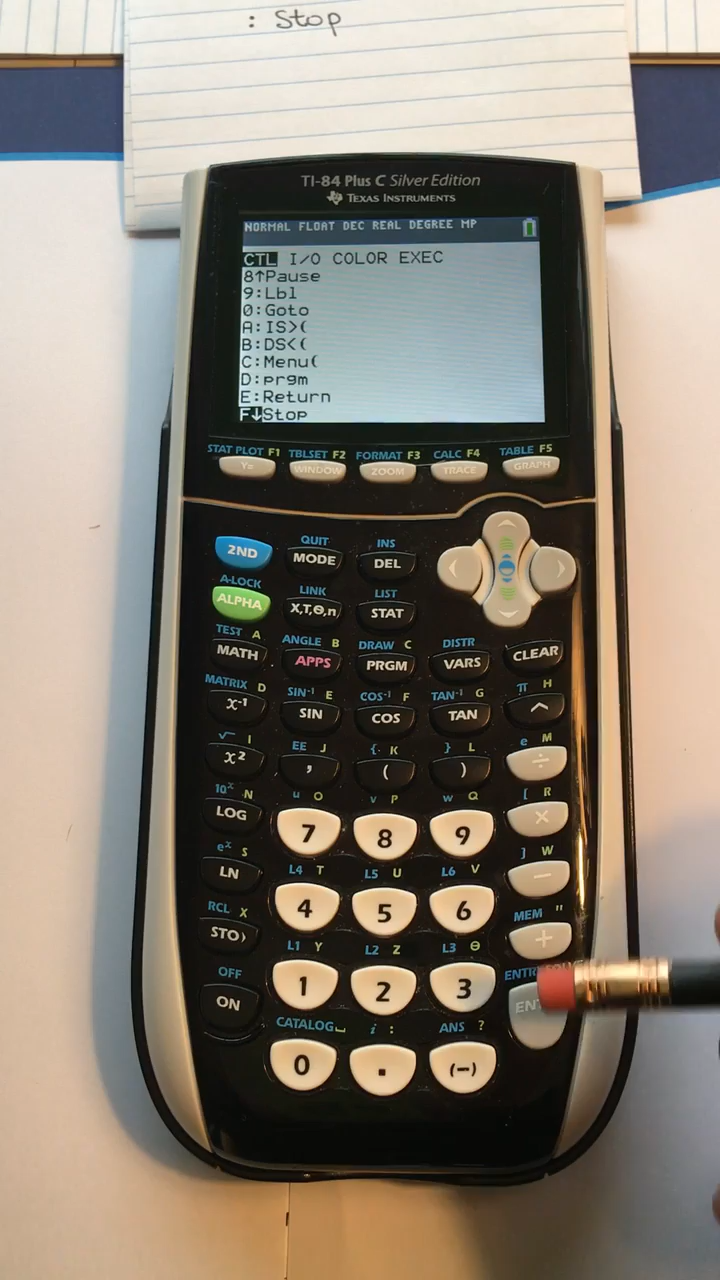 : Stop
TI-84 Plus C Silver Edition
TEXAS INSTRUMENTS
NORMAL FLOAT DEC REAL DEGREE MP
CTL I/O COLOR EXEC
8↑Pause
9:Lbl
0:Goto
A:IS>(
B:DS<(
C:Menu(
D:prgm
E:Return
F↓Stop
STAT PLOT F1 TBLSET F2 FORMAT F3 CALC F4 TABLE F5
Y= WINDOW ZOOM TRACE GRAPH
QUIT INS
2ND MODE DEL
A-LOCK LINK LIST
ALPHA X,T,Θ,n STAT
TEST A ANGLE B DRAW C DISTR
MATH APPS PRGM VARS CLEAR
MATRIX D SIN⁻¹ E COS⁻¹ F TAN⁻¹ G π H
x⁻¹ SIN COS TAN ^
√ I EE J { K } L e M
x² , ( ) ÷
10ˣ N u O v P w Q [ R
LOG 7 8 9 ×
eˣ S L4 T L5 U L6 V ] W
LN 4 5 6 −
RCL X L1 Y L2 Z L3 θ MEM "
STO› 1 2 3 +
OFF CATALOG ⎵ i : ANS ?
ON 0 . (−)